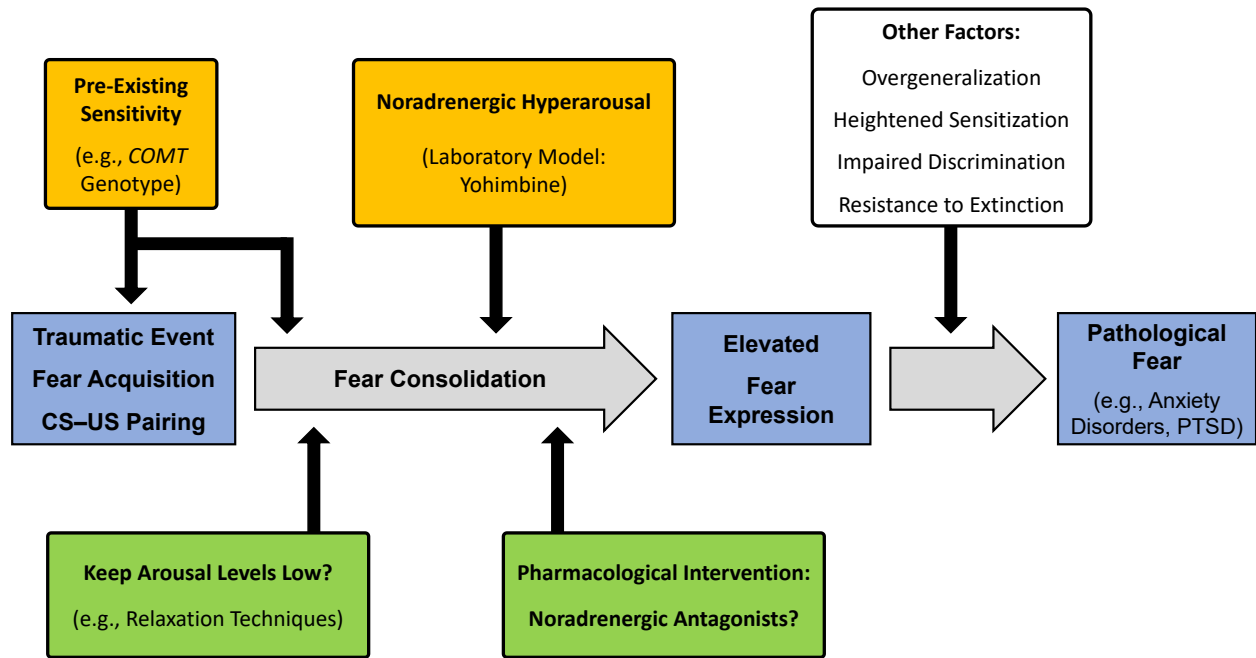 Pre-Existing
Sensitivity
(e.g., COMT
Genotype)
Noradrenergic Hyperarousal
(Laboratory Model:
Yohimbine)
Other Factors:
Overgeneralization
Heightened Sensitization
Impaired Discrimination
Resistance to Extinction
Traumatic Event
Fear Acquisition
CS–US Pairing
Fear Consolidation
Elevated
Fear
Expression
Pathological
Fear
(e.g., Anxiety
Disorders, PTSD)
Keep Arousal Levels Low?
(e.g., Relaxation Techniques)
Pharmacological Intervention:
Noradrenergic Antagonists?